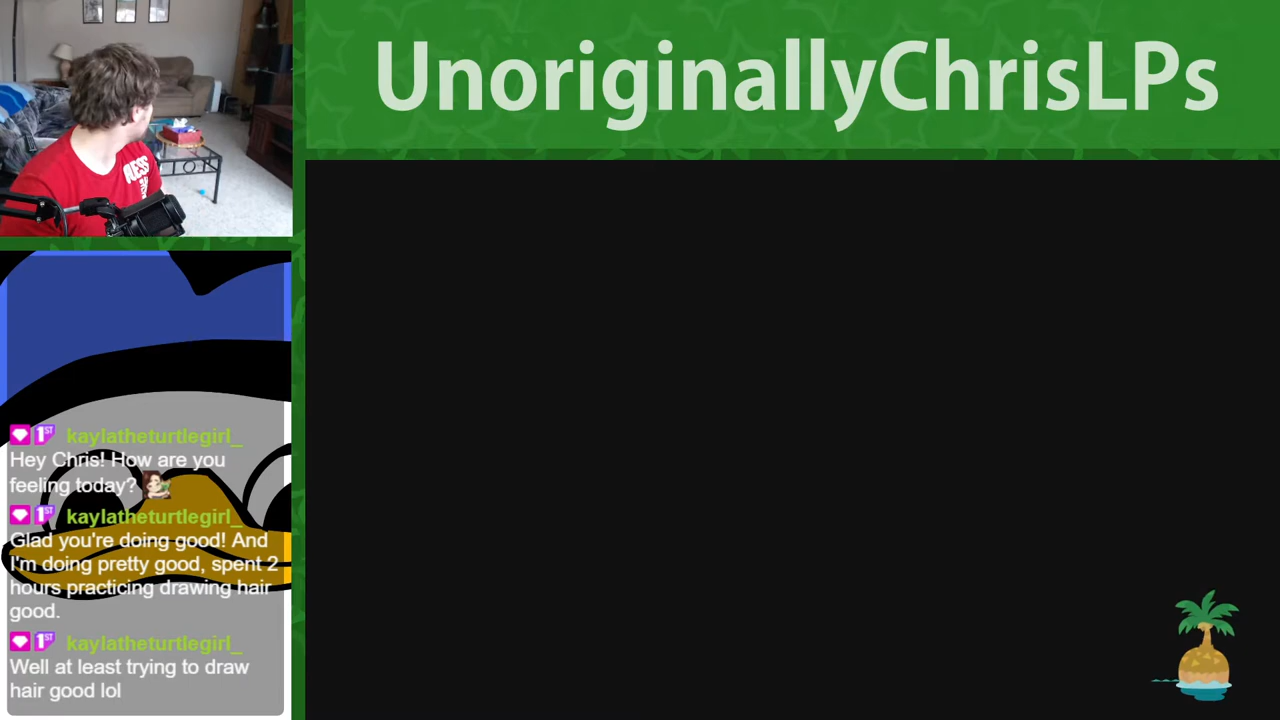 UnoriginallyChrisLPs
kaylatheturtlegirl_
Hey Chris! How are you
feeling today?
kaylatheturtlegirl_
Glad you're doing good! And
I'm doing pretty good, spent 2
hours practicing drawing hair
good.
kaylatheturtlegirl_
Well at least trying to draw
hair good lol